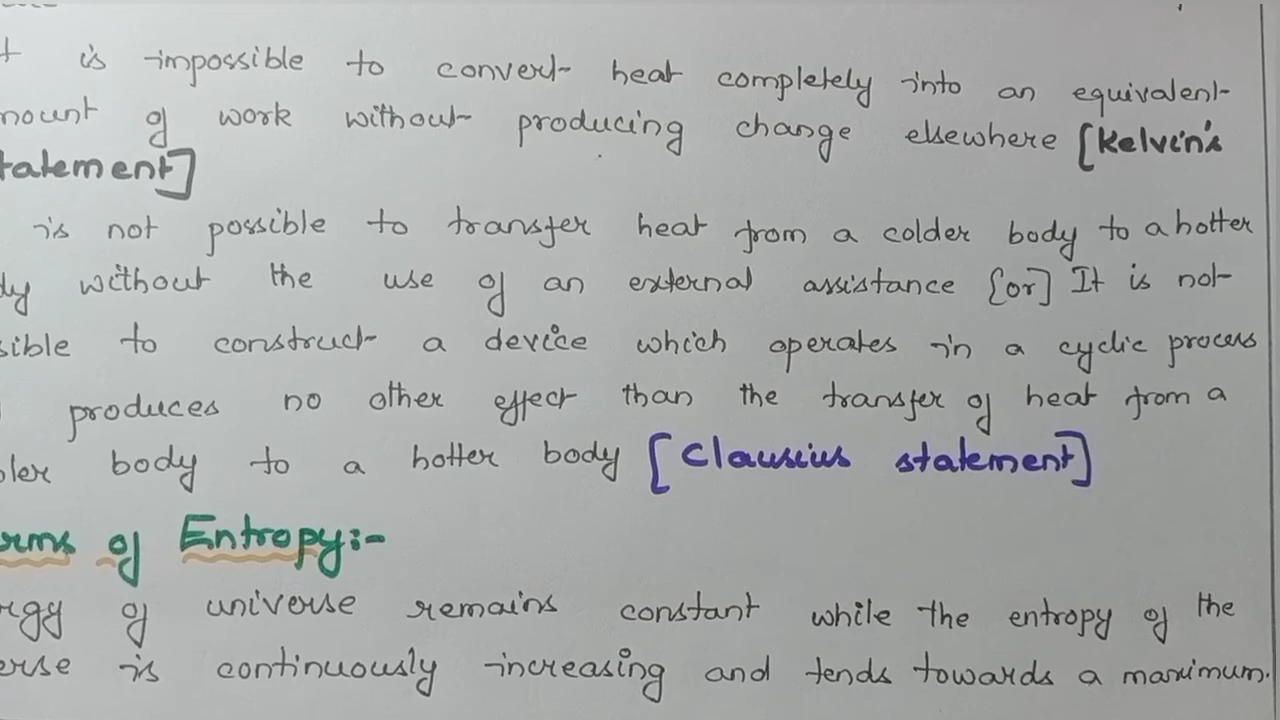 t is impossible to convert heat completely into an equivalent
mount of work without producing change elsewhere [Kelvin's
tatement]
is not possible to transfer heat from a colder body to a hotter
dy without the use of an external assistance [or] It is not
sible to construct a device which operates in a cyclic process
produces no other effect than the transfer of heat from a
oler body to a hotter body [Clausius statement]
erms of Entropy:-
rgy of universe remains constant while the entropy of the
erse is continuously increasing and tends towards a maximum.